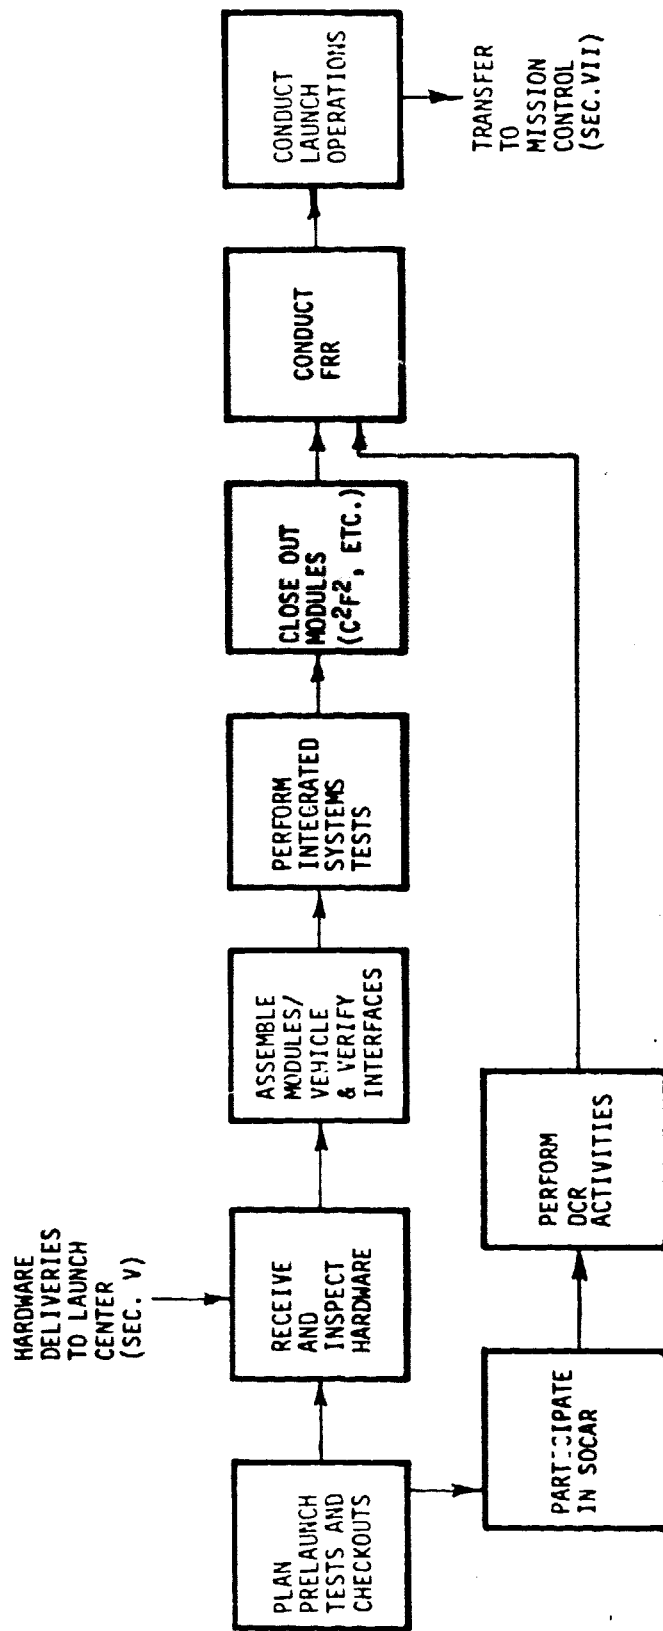 HARDWARE
DELIVERIES
TO LAUNCH
CENTER
(SEC. V)
PLAN
PRELAUNCH
TESTS AND
CHECKOUTS
RECEIVE
AND
INSPECT
HARDWARE
ASSEMBLE
MODULES/
VEHICLE
& VERIFY
INTERFACES
PERFORM
INTEGRATED
SYSTEMS
TESTS
CLOSE OUT
MODULES
(C²F², ETC.)
CONDUCT
FRR
CONDUCT
LAUNCH
OPERATIONS
TRANSFER
TO
MISSION
CONTROL
(SEC.VII)
PARTICIPATE
IN SOCAR
PERFORM
DCR
ACTIVITIES